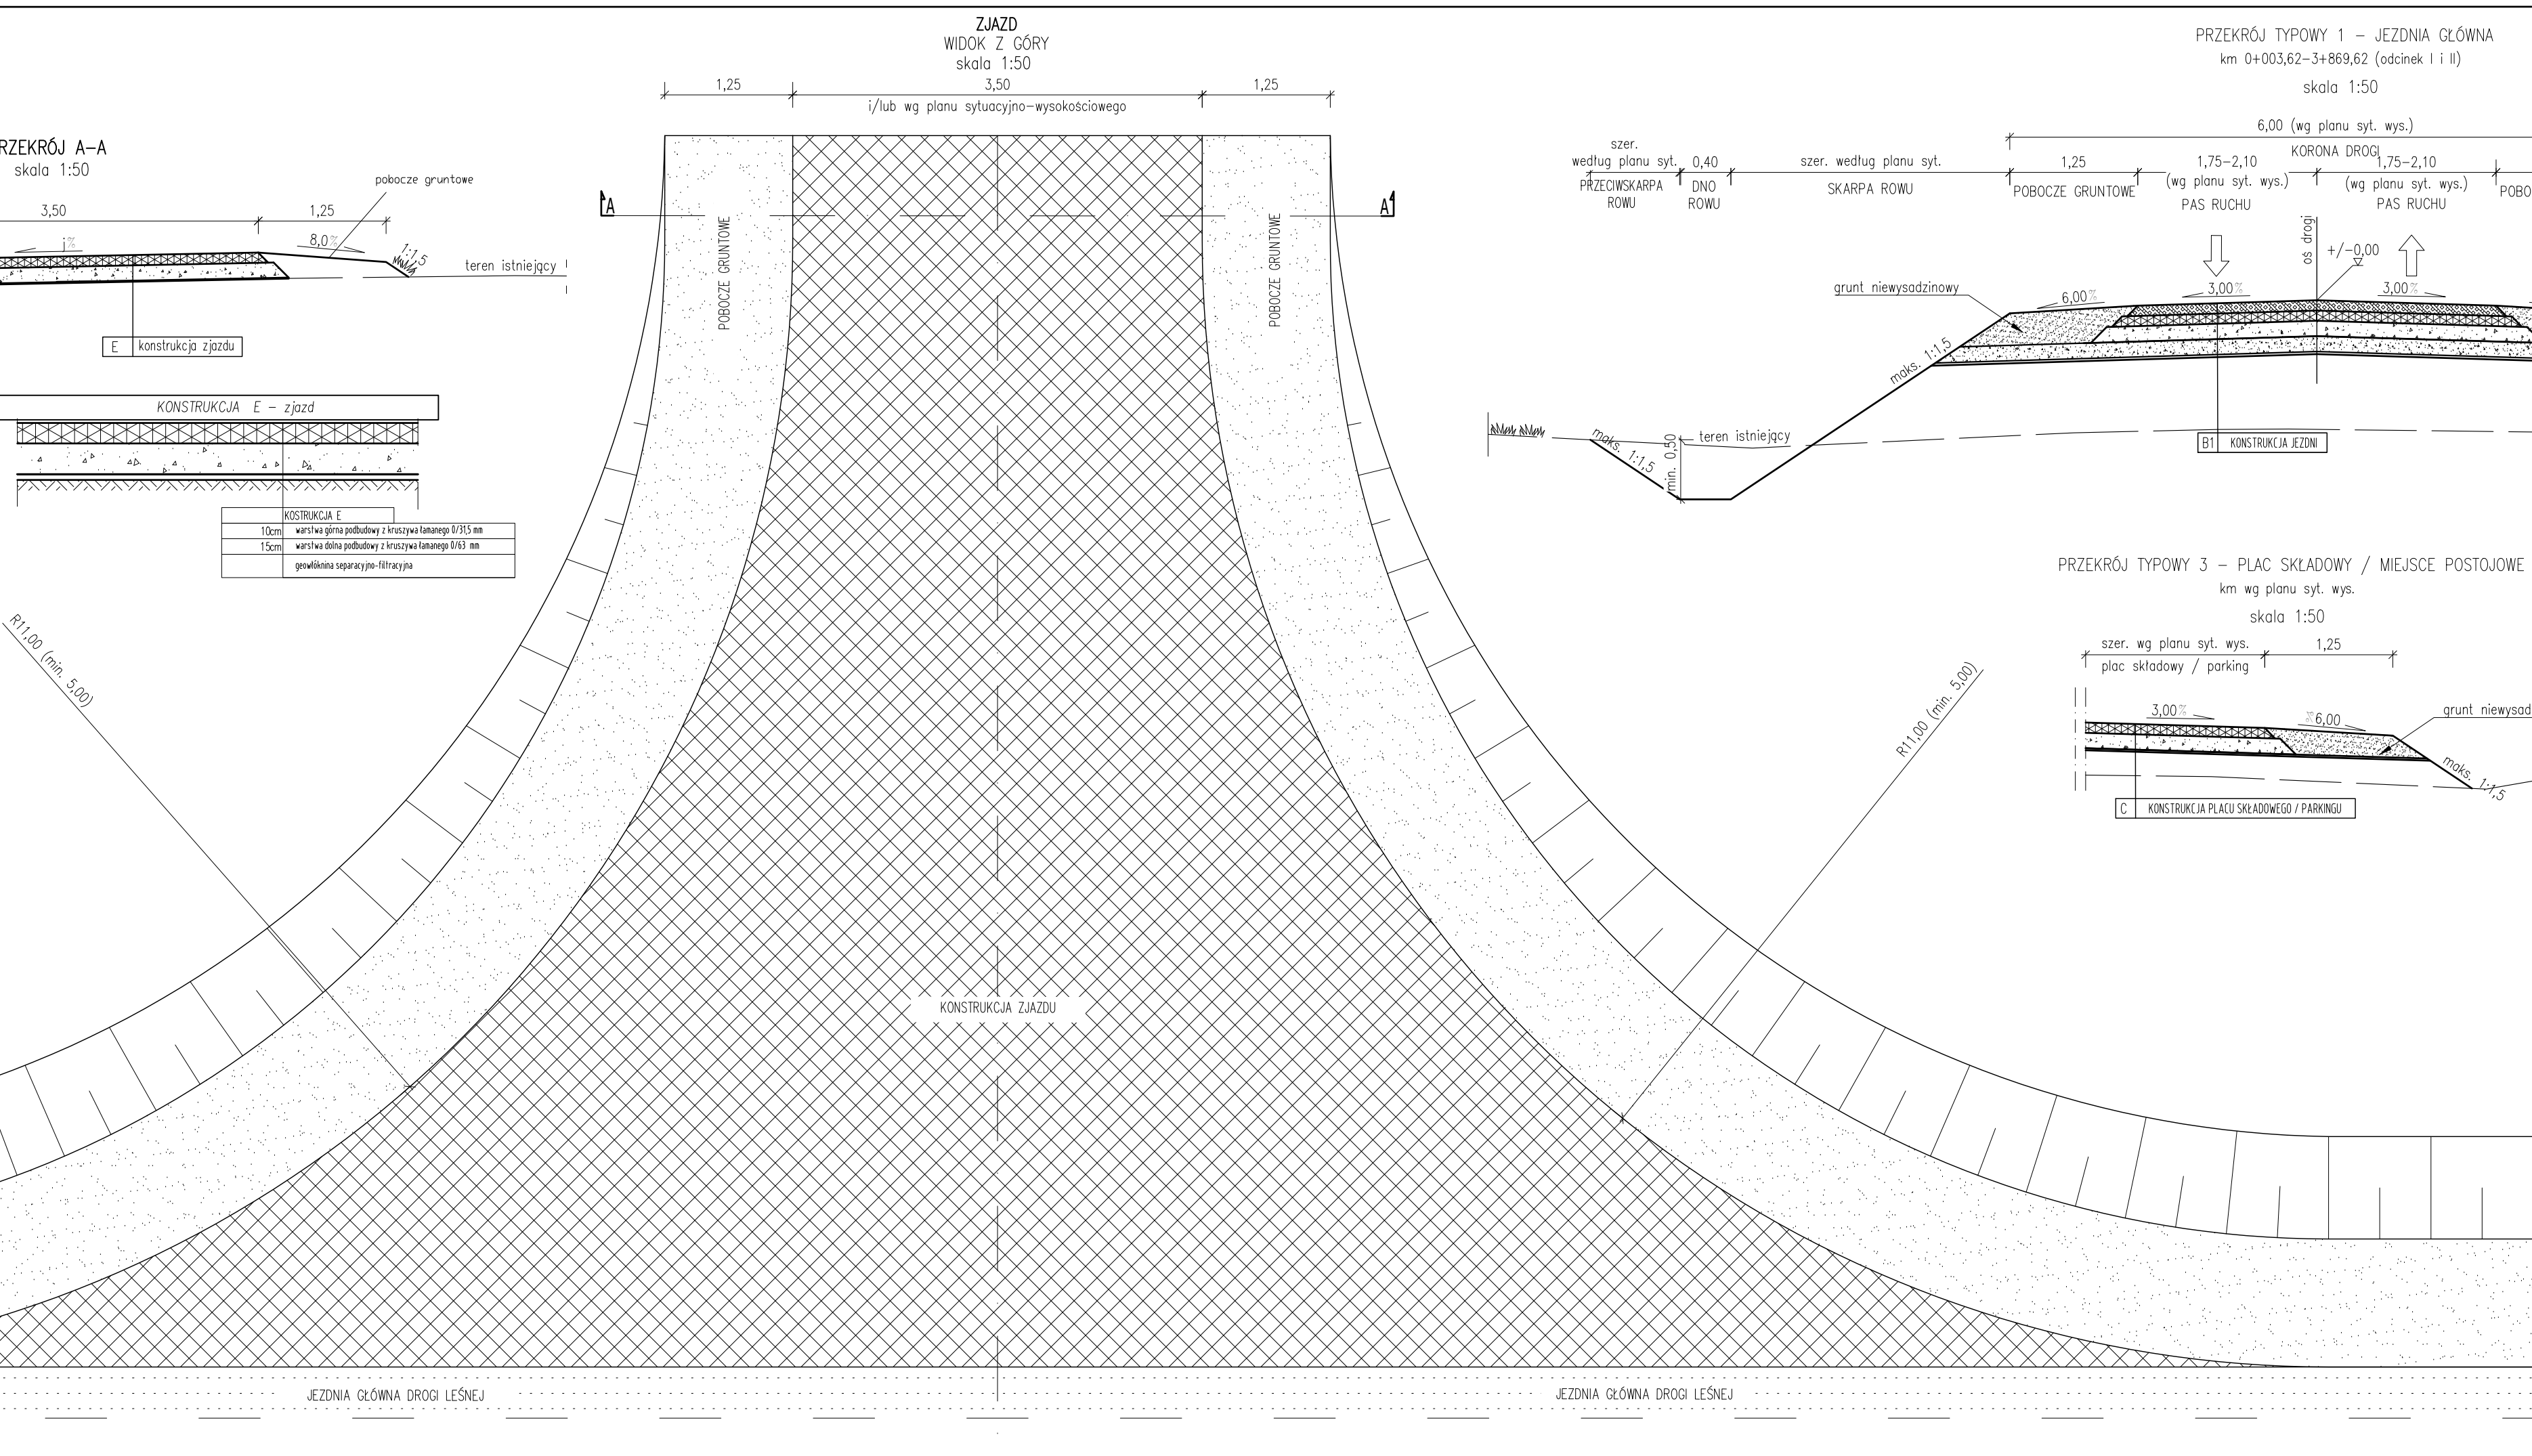 ZJAZD
WIDOK Z GÓRY
skala 1:50
1,25
3,50
1,25
i/lub wg planu sytuacyjno-wysokościowego
A
A
POBOCZE GRUNTOWE
POBOCZE GRUNTOWE
RZEKRÓJ A-A
skala 1:50
pobocze gruntowe
3,50
1,25
i%
8,0%
1:1,5
teren istniejący
E
konstrukcja zjazdu
KONSTRUKCJA E - zjazd
KOSTRUKCJA E
10cm warstwa górna podbudowy z kruszywa łamanego 0/31,5 mm
15cm warstwa dolna podbudowy z kruszywa łamanego 0/63 mm
geowłóknina separacyjno-filtracyjna
R11,00 (min. 5,00)
R11,00 (min. 5,00)
KONSTRUKCJA ZJAZDU
JEZDNIA GŁÓWNA DROGI LEŚNEJ
JEZDNIA GŁÓWNA DROGI LEŚNEJ
PRZEKRÓJ TYPOWY 1 - JEZDNIA GŁÓWNA
km 0+003,62-3+869,62 (odcinek I i II)
skala 1:50
6,00 (wg planu syt. wys.)
KORONA DROGI
szer.
według planu syt.
0,40
szer. według planu syt.
1,25
1,75-2,10
1,75-2,10
(wg planu syt. wys.)
(wg planu syt. wys.)
PRZECIWSKARPA
ROWU
DNO
ROWU
SKARPA ROWU
POBOCZE GRUNTOWE
PAS RUCHU
PAS RUCHU
POBO
oś drogi
+/-0,00
grunt niewysadzinowy
6,00%
3,00%
3,00%
maks. 1:1,5
maks. 1:1,5
min. 0,50
teren istniejący
B1
KONSTRUKCJA JEZDNI
PRZEKRÓJ TYPOWY 3 - PLAC SKŁADOWY / MIEJSCE POSTOJOWE
km wg planu syt. wys.
skala 1:50
szer. wg planu syt. wys.
1,25
plac składowy / parking
3,00%
%6,00
grunt niewysad
maks. 1:1,5
C
KONSTRUKCJA PLACU SKŁADOWEGO / PARKINGU